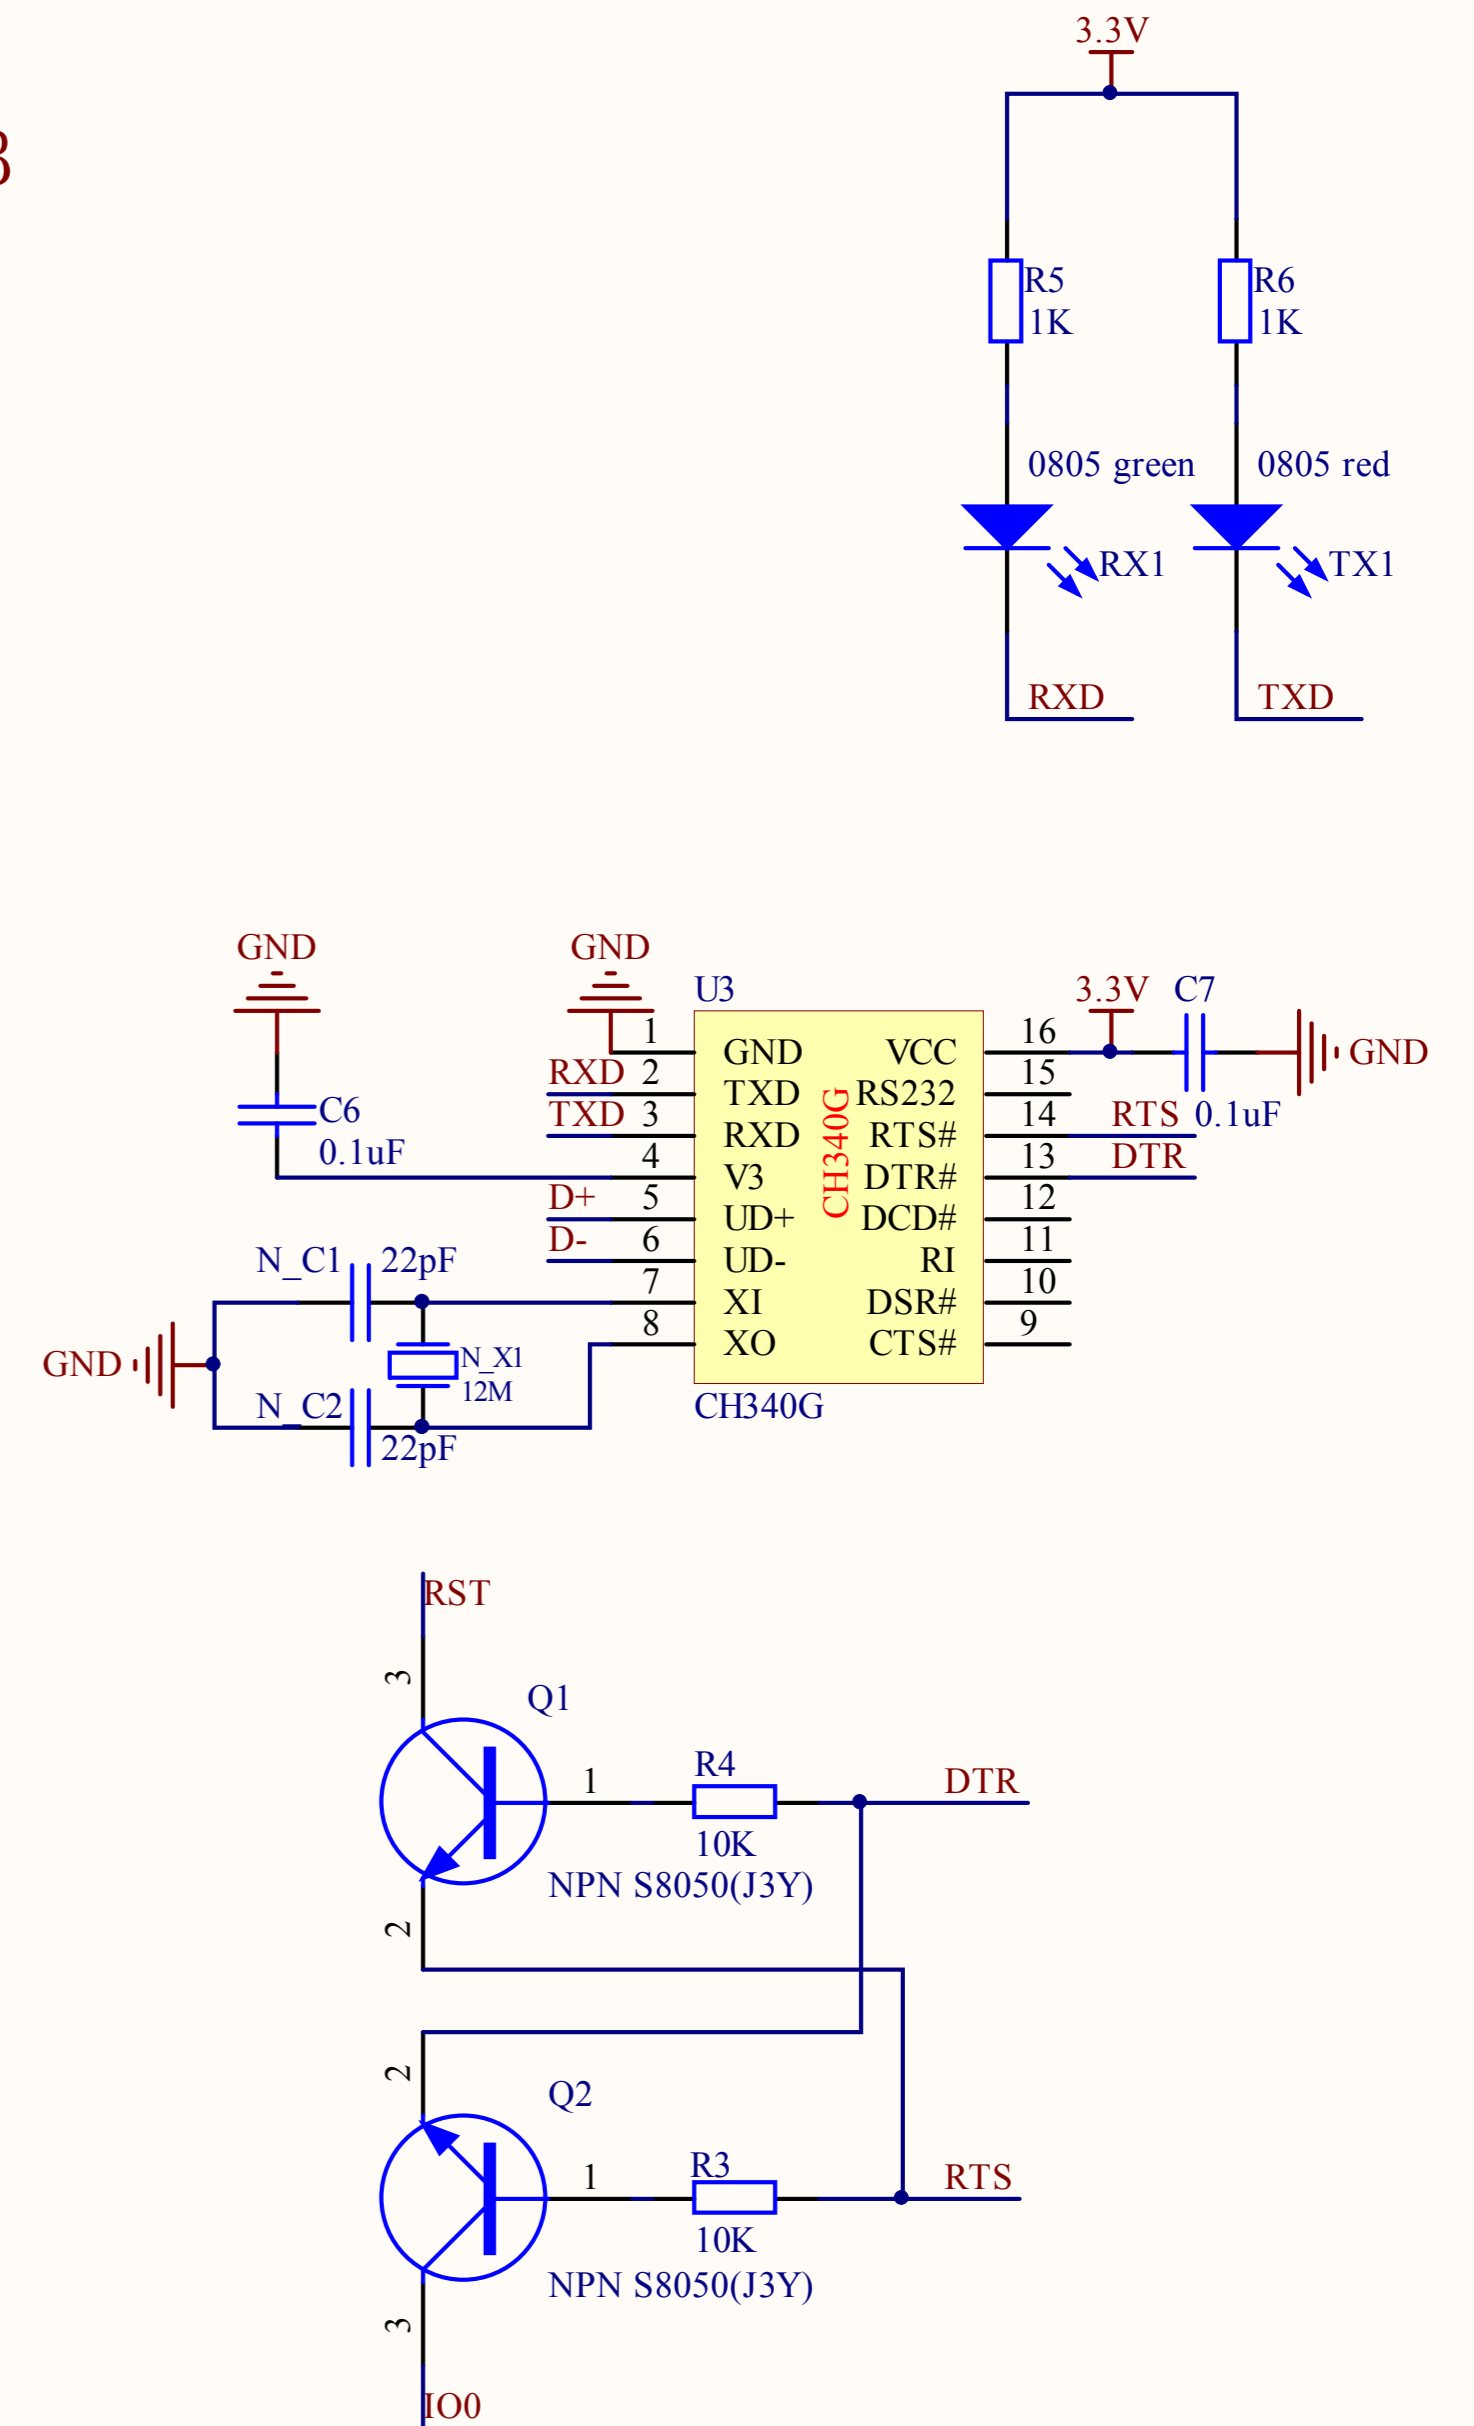 3.3V
B
R5
1K
R6
1K
0805 green
0805 red
RX1
TX1
RXD
TXD
GND
GND
U3
3.3V
C7
1
GND
VCC
16
GND
RXD
2
TXD
RS232
15
C6
TXD
3
RXD
RTS#
14
RTS
0.1uF
0.1uF
4
V3
DTR#
13
DTR
CH340G
D+
5
UD+
DCD#
12
D-
6
UD-
RI
11
N_C1
22pF
7
XI
DSR#
10
8
XO
CTS#
9
GND
N_X1
12M
N_C2
22pF
CH340G
RST
3
Q1
1
R4
10K
DTR
NPN S8050(J3Y)
2
2
Q2
1
R3
10K
RTS
NPN S8050(J3Y)
3
IO0